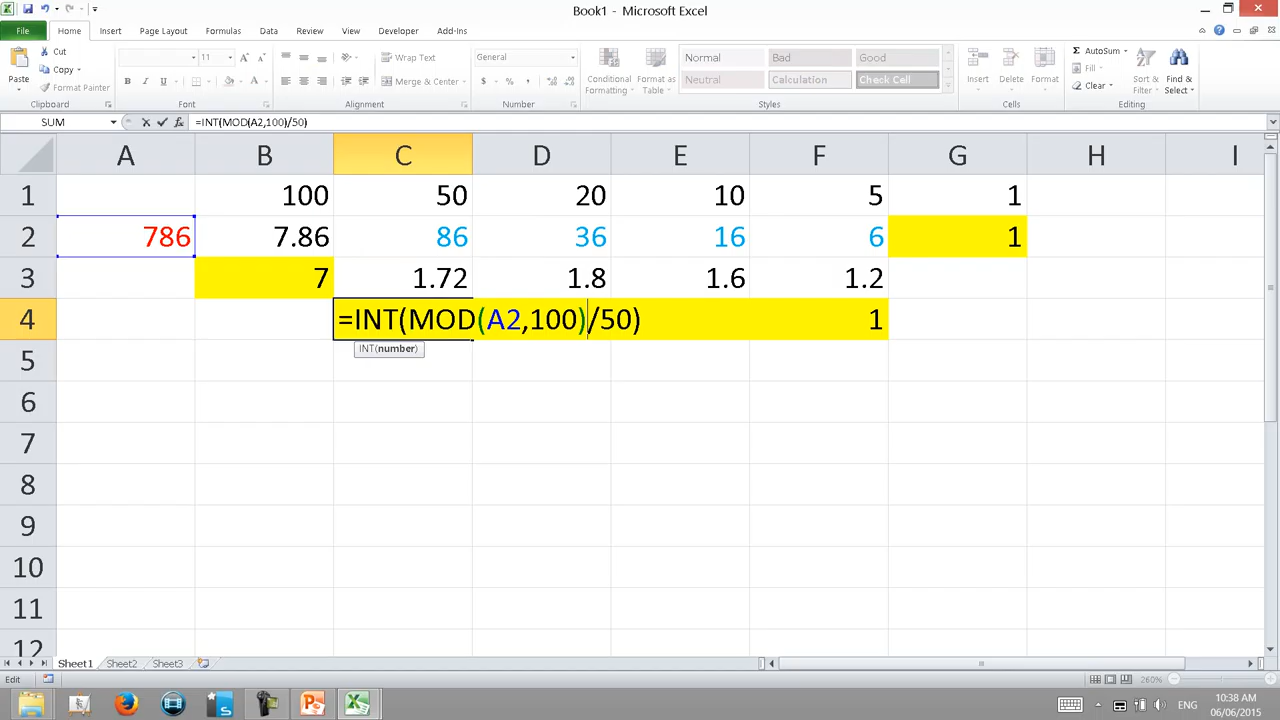 Book1 - Microsoft Excel
File Home Insert Page Layout Formulas Data Review View Developer Add-Ins
Paste
Cut
Copy
Format Painter
Clipboard
11
A A
B I U
A
Font
Wrap Text
Merge & Center
Alignment
General
$ % ,
Number
Conditional Formatting
Format as Table
Normal Bad Good
Neutral Calculation Check Cell
Styles
Insert Delete Format
Cells
Σ AutoSum
Fill
Clear
Sort & Filter
Find & Select
Editing
SUM fx =INT(MOD(A2,100)/50)
A B C D E F G H I
1 100 50 20 10 5 1
2 786 7.86 86 36 16 6 1
3 7 1.72 1.8 1.6 1.2
4 =INT(MOD(A2,100)/50) 1
INT(number)
5
6
7
8
9
10
11
12
Sheet1 Sheet2 Sheet3
Edit 260%
ENG
10:38 AM
06/06/2015